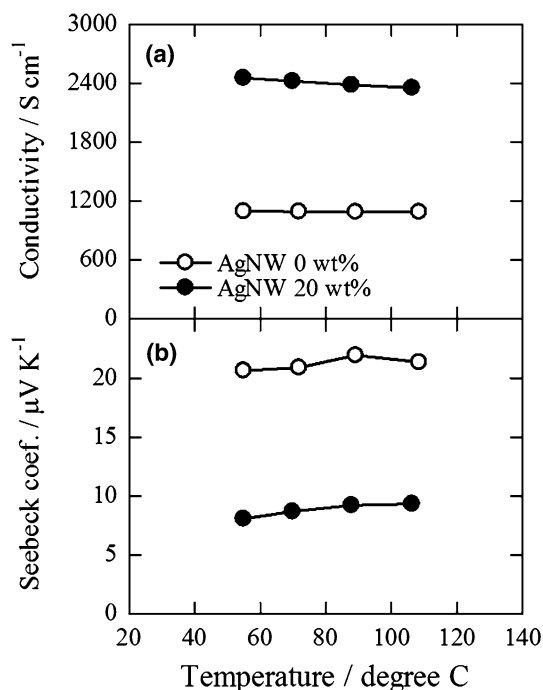 (a)
Conductivity / S cm⁻¹
3000
2400
1800
1200
600
0
AgNW 0 wt%
AgNW 20 wt%
(b)
Seebeck coef. / μV K⁻¹
20
15
10
5
0
20 40 60 80 100 120 140
Temperature / degree C